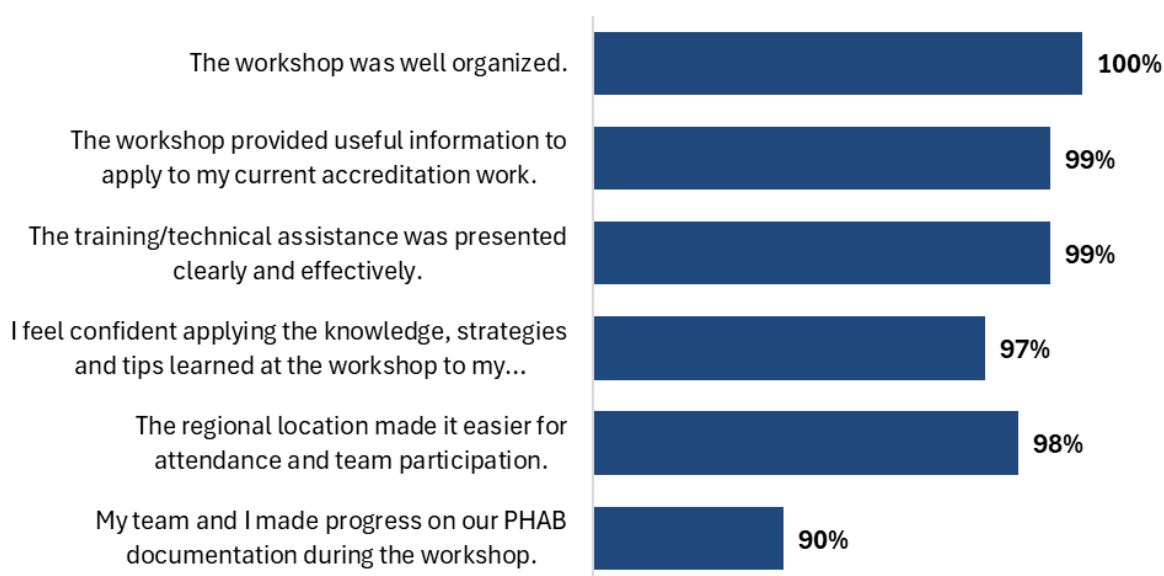 The workshop was well organized.
100%
The workshop provided useful information to
apply to my current accreditation work.
99%
The training/technical assistance was presented
clearly and effectively.
99%
I feel confident applying the knowledge, strategies
and tips learned at the workshop to my...
97%
The regional location made it easier for
attendance and team participation.
98%
My team and I made progress on our PHAB
documentation during the workshop.
90%